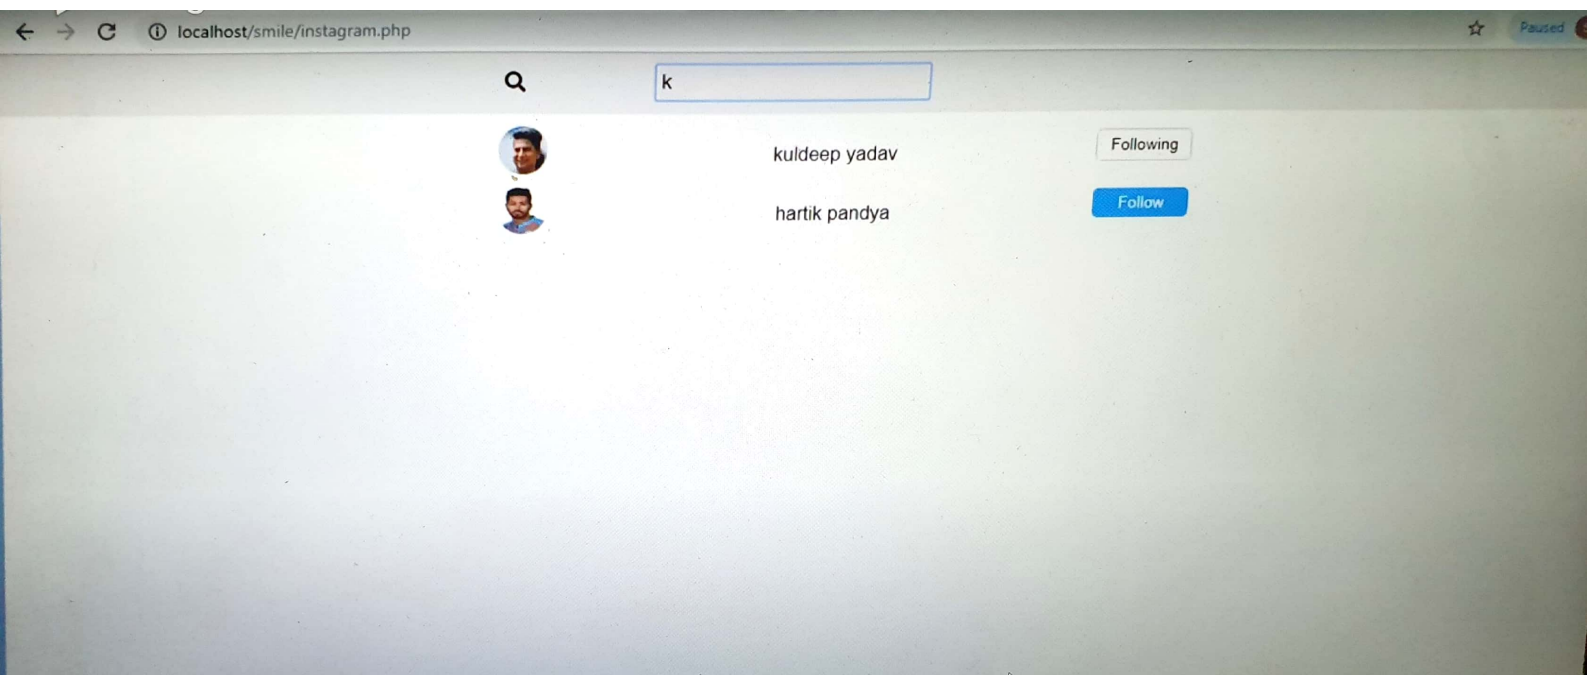 localhost/smile/instagram.php
Paused
k
kuldeep yadav
Following
hartik pandya
Follow